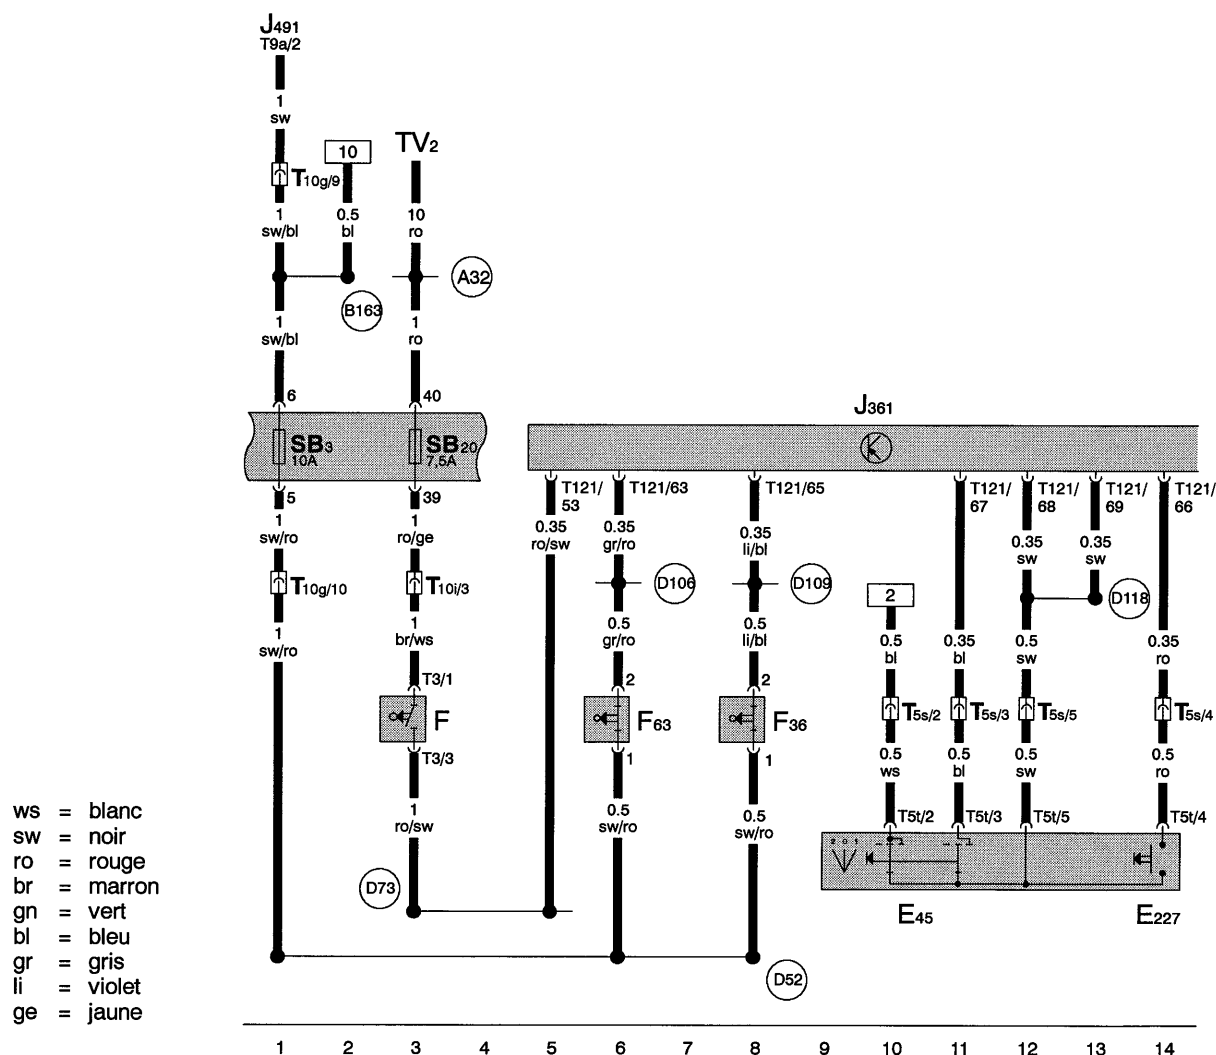 J491
T9a/2
1
sw
10
TV2
T10g/9
1
sw/bl
0.5
bl
10
ro
A32
B163
1
sw/bl
1
ro
6
40
J361
SB3
10A
SB20
7,5A
5
39
T121/
53
T121/63
T121/65
T121/
67
T121/
68
T121/
69
T121/
66
1
sw/ro
1
ro/ge
0.35
ro/sw
0.35
gr/ro
0.35
li/bl
0.35
sw
0.35
sw
T10g/10
T10i/3
D106
D109
2
D118
1
sw/ro
1
br/ws
0.5
gr/ro
0.5
li/bl
0.5
bl
0.35
bl
0.5
sw
0.35
ro
T3/1
2
2
F
F63
F36
T5s/2
T5s/3
T5s/5
T5s/4
T3/3
1
1
0.5
ws
0.5
bl
0.5
sw
0.5
ro
1
ro/sw
0.5
sw/ro
0.5
sw/ro
T5t/2
T5t/3
T5t/5
T5t/4
2 0 1
D73
E45
E227
D52
ws = blanc
sw = noir
ro = rouge
br = marron
gn = vert
bl = bleu
gr = gris
li = violet
ge = jaune
1 2 3 4 5 6 7 8 9 10 11 12 13 14